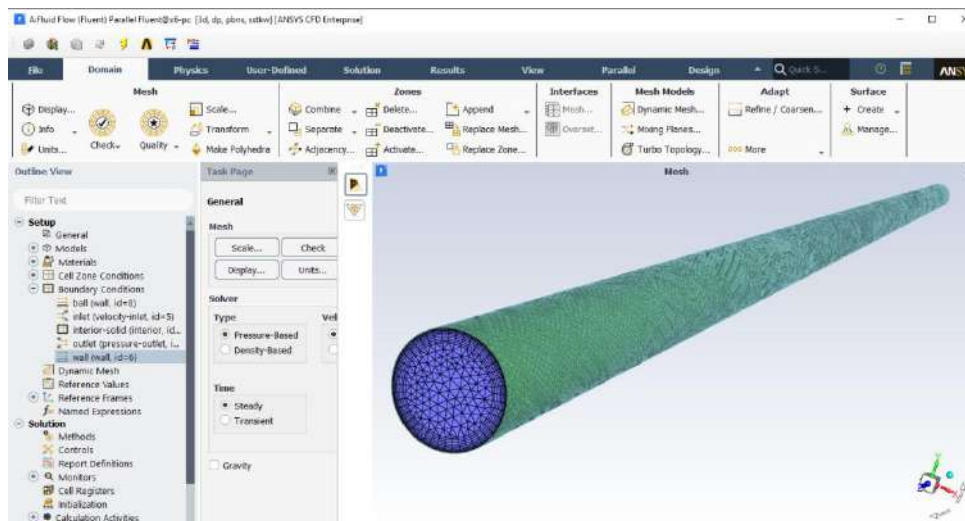 A:Fluid Flow (Fluent) Parallel Fluent@v6-pc [3d, dp, pbns, sstkw] [ANSYS CFD Enterprise]
File Domain Physics User-Defined Solution Results View Parallel Design Quick S... ANSY
Mesh Zones Interfaces Mesh Models Adapt Surface
Display... Scale... Combine Delete... Append Mesh... Dynamic Mesh... Refine / Coarsen... + Create
Info Transform Separate Deactivate... Replace Mesh... Overset... Mixing Planes... Manage...
Units... Check Quality Make Polyhedra Adjacency... Activate... Replace Zone... Turbo Topology... More
Outline View Task Page Mesh
Filter Text General
Setup
General Mesh
Models Scale... Check
Materials
Cell Zone Conditions Display... Units...
Boundary Conditions
ball (wall, id=8) Solver
inlet (velocity-inlet, id=5) Type Vel
interior-solid (interior, id... Pressure-Based
outlet (pressure-outlet, i... Density-Based
wall (wall, id=6)
Dynamic Mesh
Reference Values Time
Reference Frames Steady
Named Expressions Transient
Solution
Methods
Controls
Report Definitions Gravity
Monitors
Cell Registers
Initialization
Calculation Activities